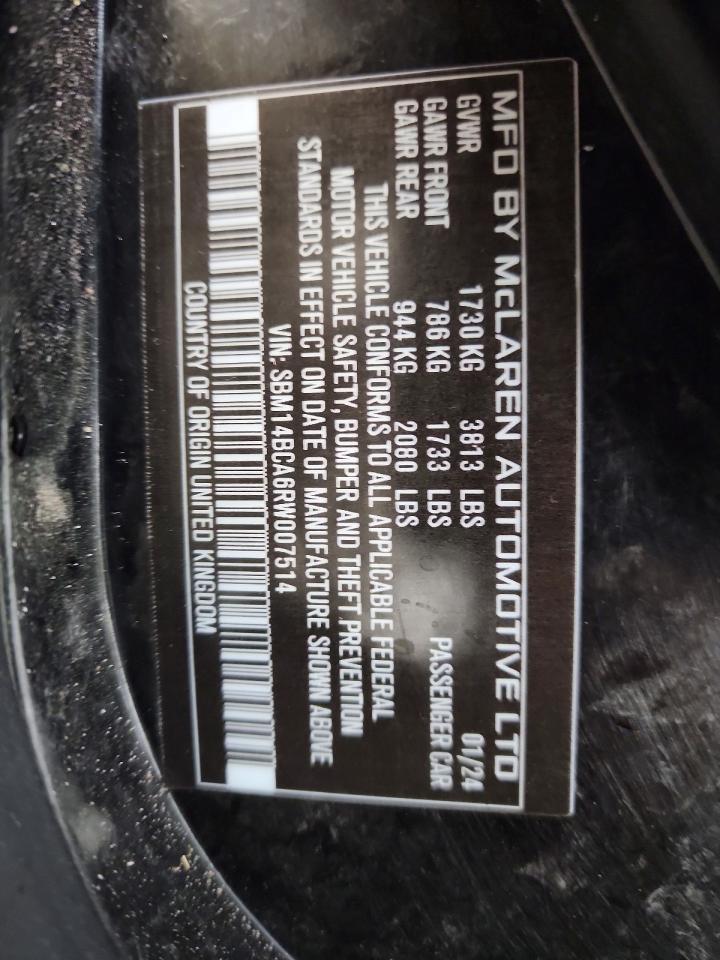 MFD BY McLAREN AUTOMOTIVE LTD
01/24
GVWR 1730 KG 3813 LBS
GAWR FRONT 786 KG 1733 LBS PASSENGER CAR
GAWR REAR 944 KG 2080 LBS
THIS VEHICLE CONFORMS TO ALL APPLICABLE FEDERAL
MOTOR VEHICLE SAFETY, BUMPER AND THEFT PREVENTION
STANDARDS IN EFFECT ON DATE OF MANUFACTURE SHOWN ABOVE
VIN: SBM14BCA6RW007514
COUNTRY OF ORIGIN UNITED KINGDOM